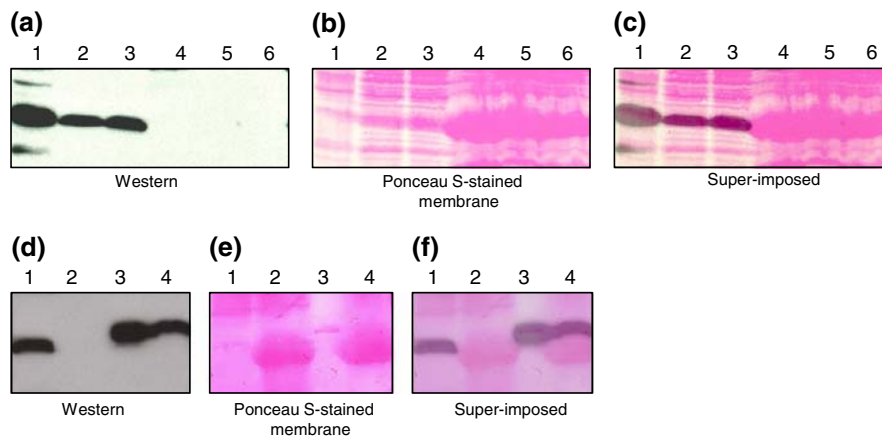 (a)
(b)
(c)
1 2 3 4 5 6
1 2 3 4 5 6
1 2 3 4 5 6
Western
Ponceau S-stained
membrane
Super-imposed
(d)
(e)
(f)
1 2 3 4
1 2 3 4
1 2 3 4
Western
Ponceau S-stained
membrane
Super-imposed